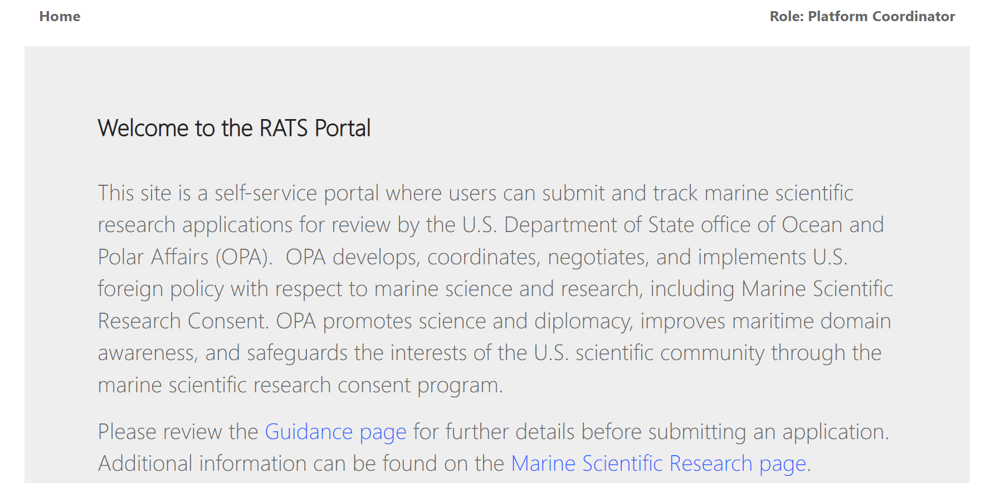 Home
Role: Platform Coordinator
Welcome to the RATS Portal
This site is a self-service portal where users can submit and track marine scientific
research applications for review by the U.S. Department of State office of Ocean and
Polar Affairs (OPA).  OPA develops, coordinates, negotiates, and implements U.S.
foreign policy with respect to marine science and research, including Marine Scientific
Research Consent. OPA promotes science and diplomacy, improves maritime domain
awareness, and safeguards the interests of the U.S. scientific community through the
marine scientific research consent program.
Please review the Guidance page for further details before submitting an application.
Additional information can be found on the Marine Scientific Research page.